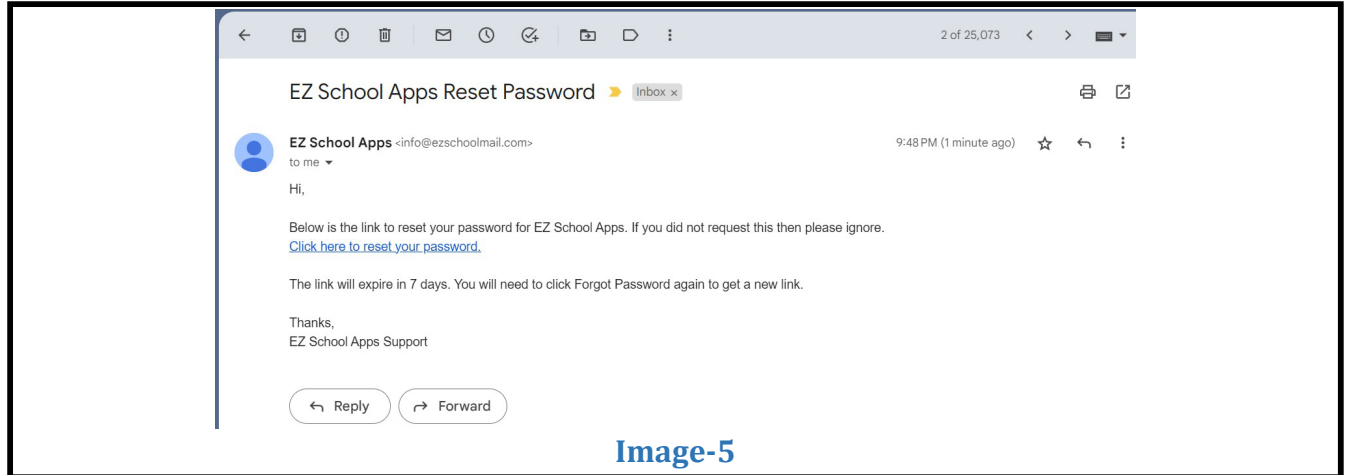 2 of 25,073
EZ School Apps Reset Password Inbox x
EZ School Apps <info@ezschoolmail.com> 9:48 PM (1 minute ago)
to me
Hi,
Below is the link to reset your password for EZ School Apps. If you did not request this then please ignore.
Click here to reset your password.
The link will expire in 7 days. You will need to click Forgot Password again to get a new link.
Thanks,
EZ School Apps Support
Reply Forward
Image-5